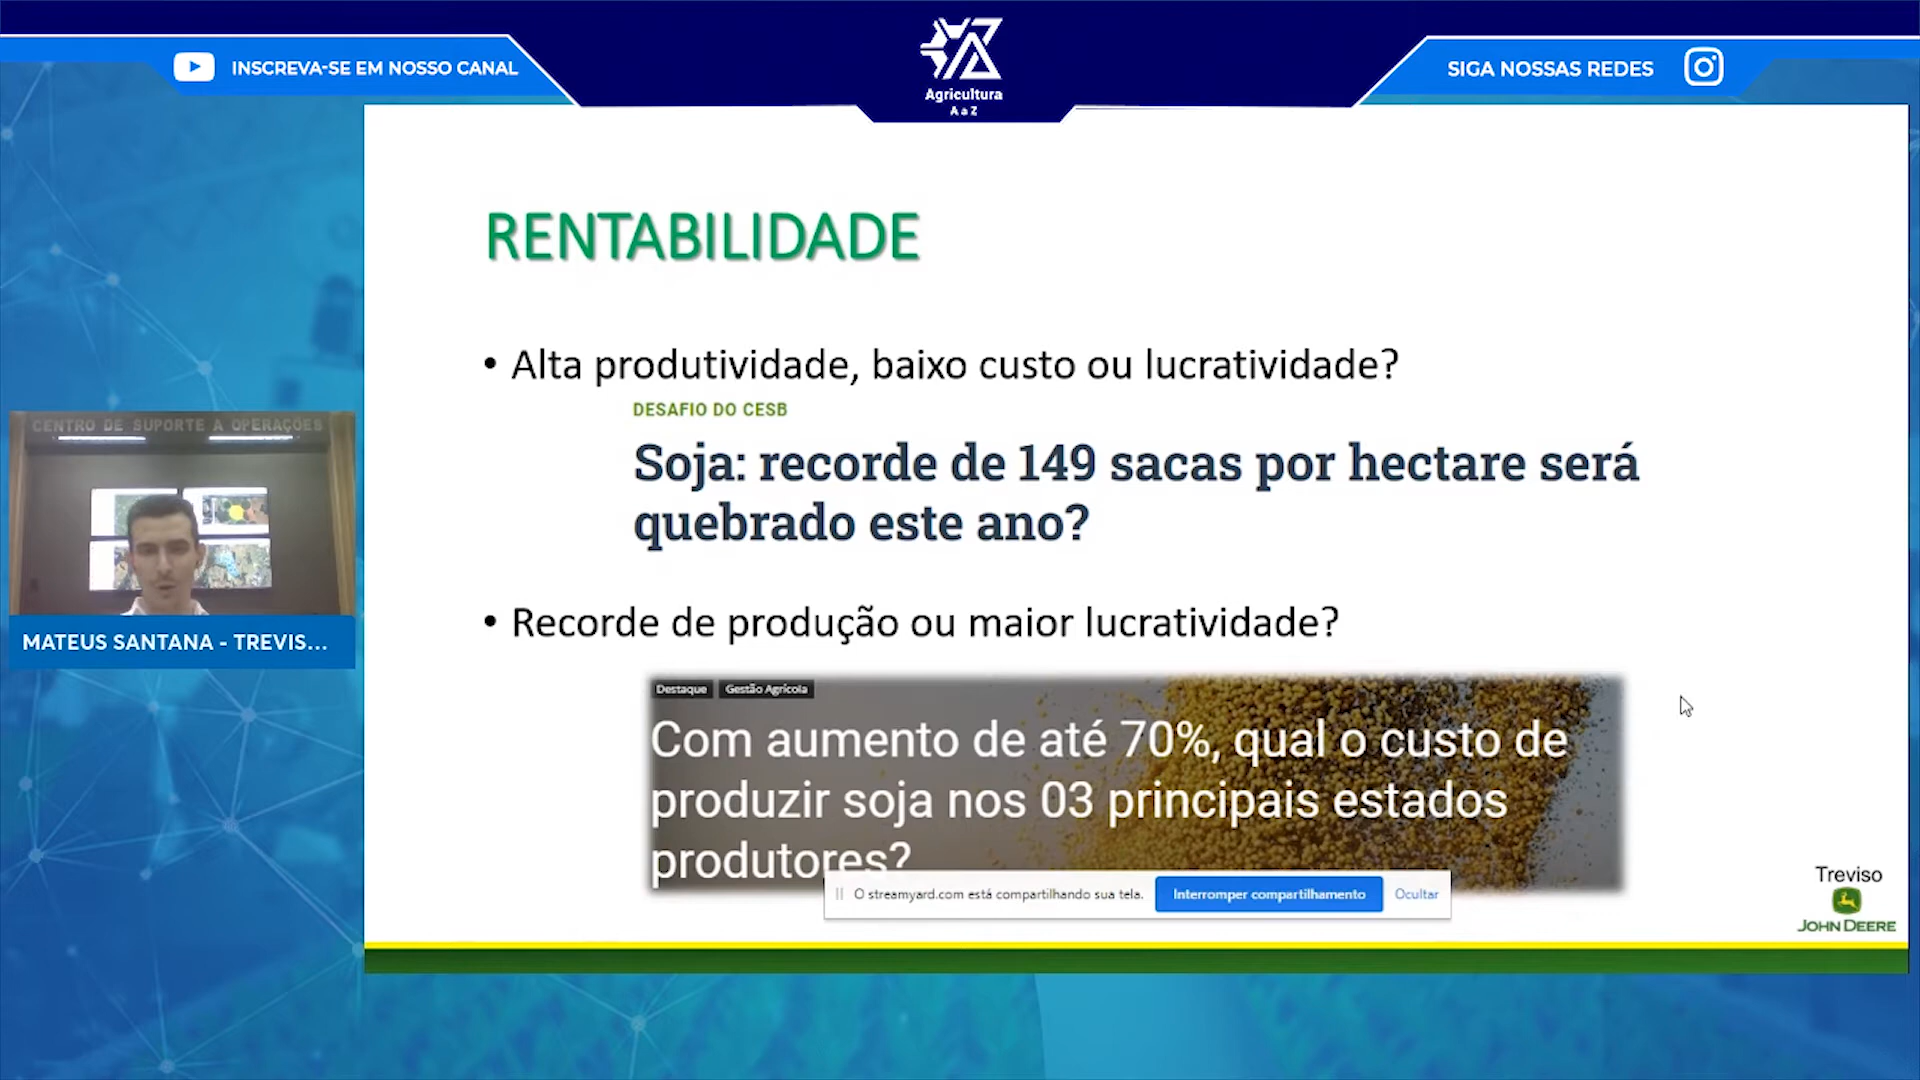 INSCREVA-SE EM NOSSO CANAL
Agricultura
A a Z
SIGA NOSSAS REDES
RENTABILIDADE
• Alta produtividade, baixo custo ou lucratividade?
DESAFIO DO CESB
Soja: recorde de 149 sacas por hectare será
quebrado este ano?
CENTRO DE SUPORTE A OPERAÇÕES
MATEUS SANTANA - TREVIS...
• Recorde de produção ou maior lucratividade?
Destaque
Gestão Agrícola
Com aumento de até 70%, qual o custo de
produzir soja nos 03 principais estados
produtores?
O streamyard.com está compartilhando sua tela.
Interromper compartilhamento
Ocultar
Treviso
JOHN DEERE